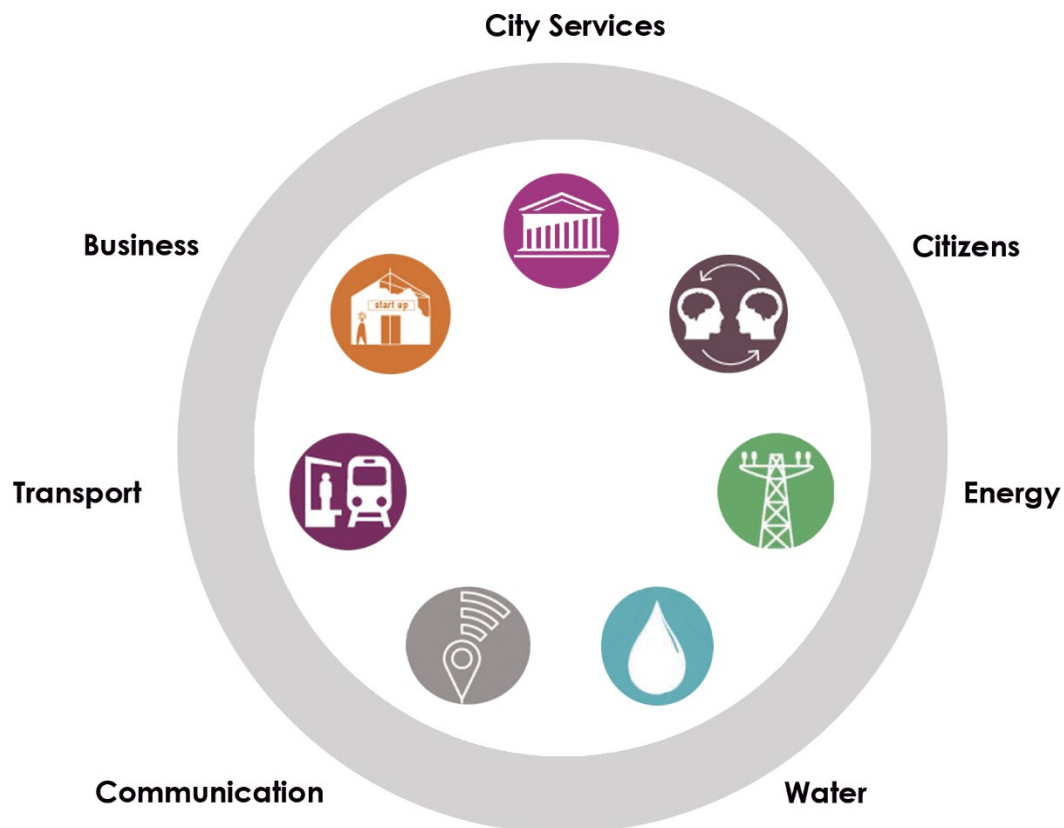 City Services
Business
Citizens
start up
Transport
Energy
Communication
Water